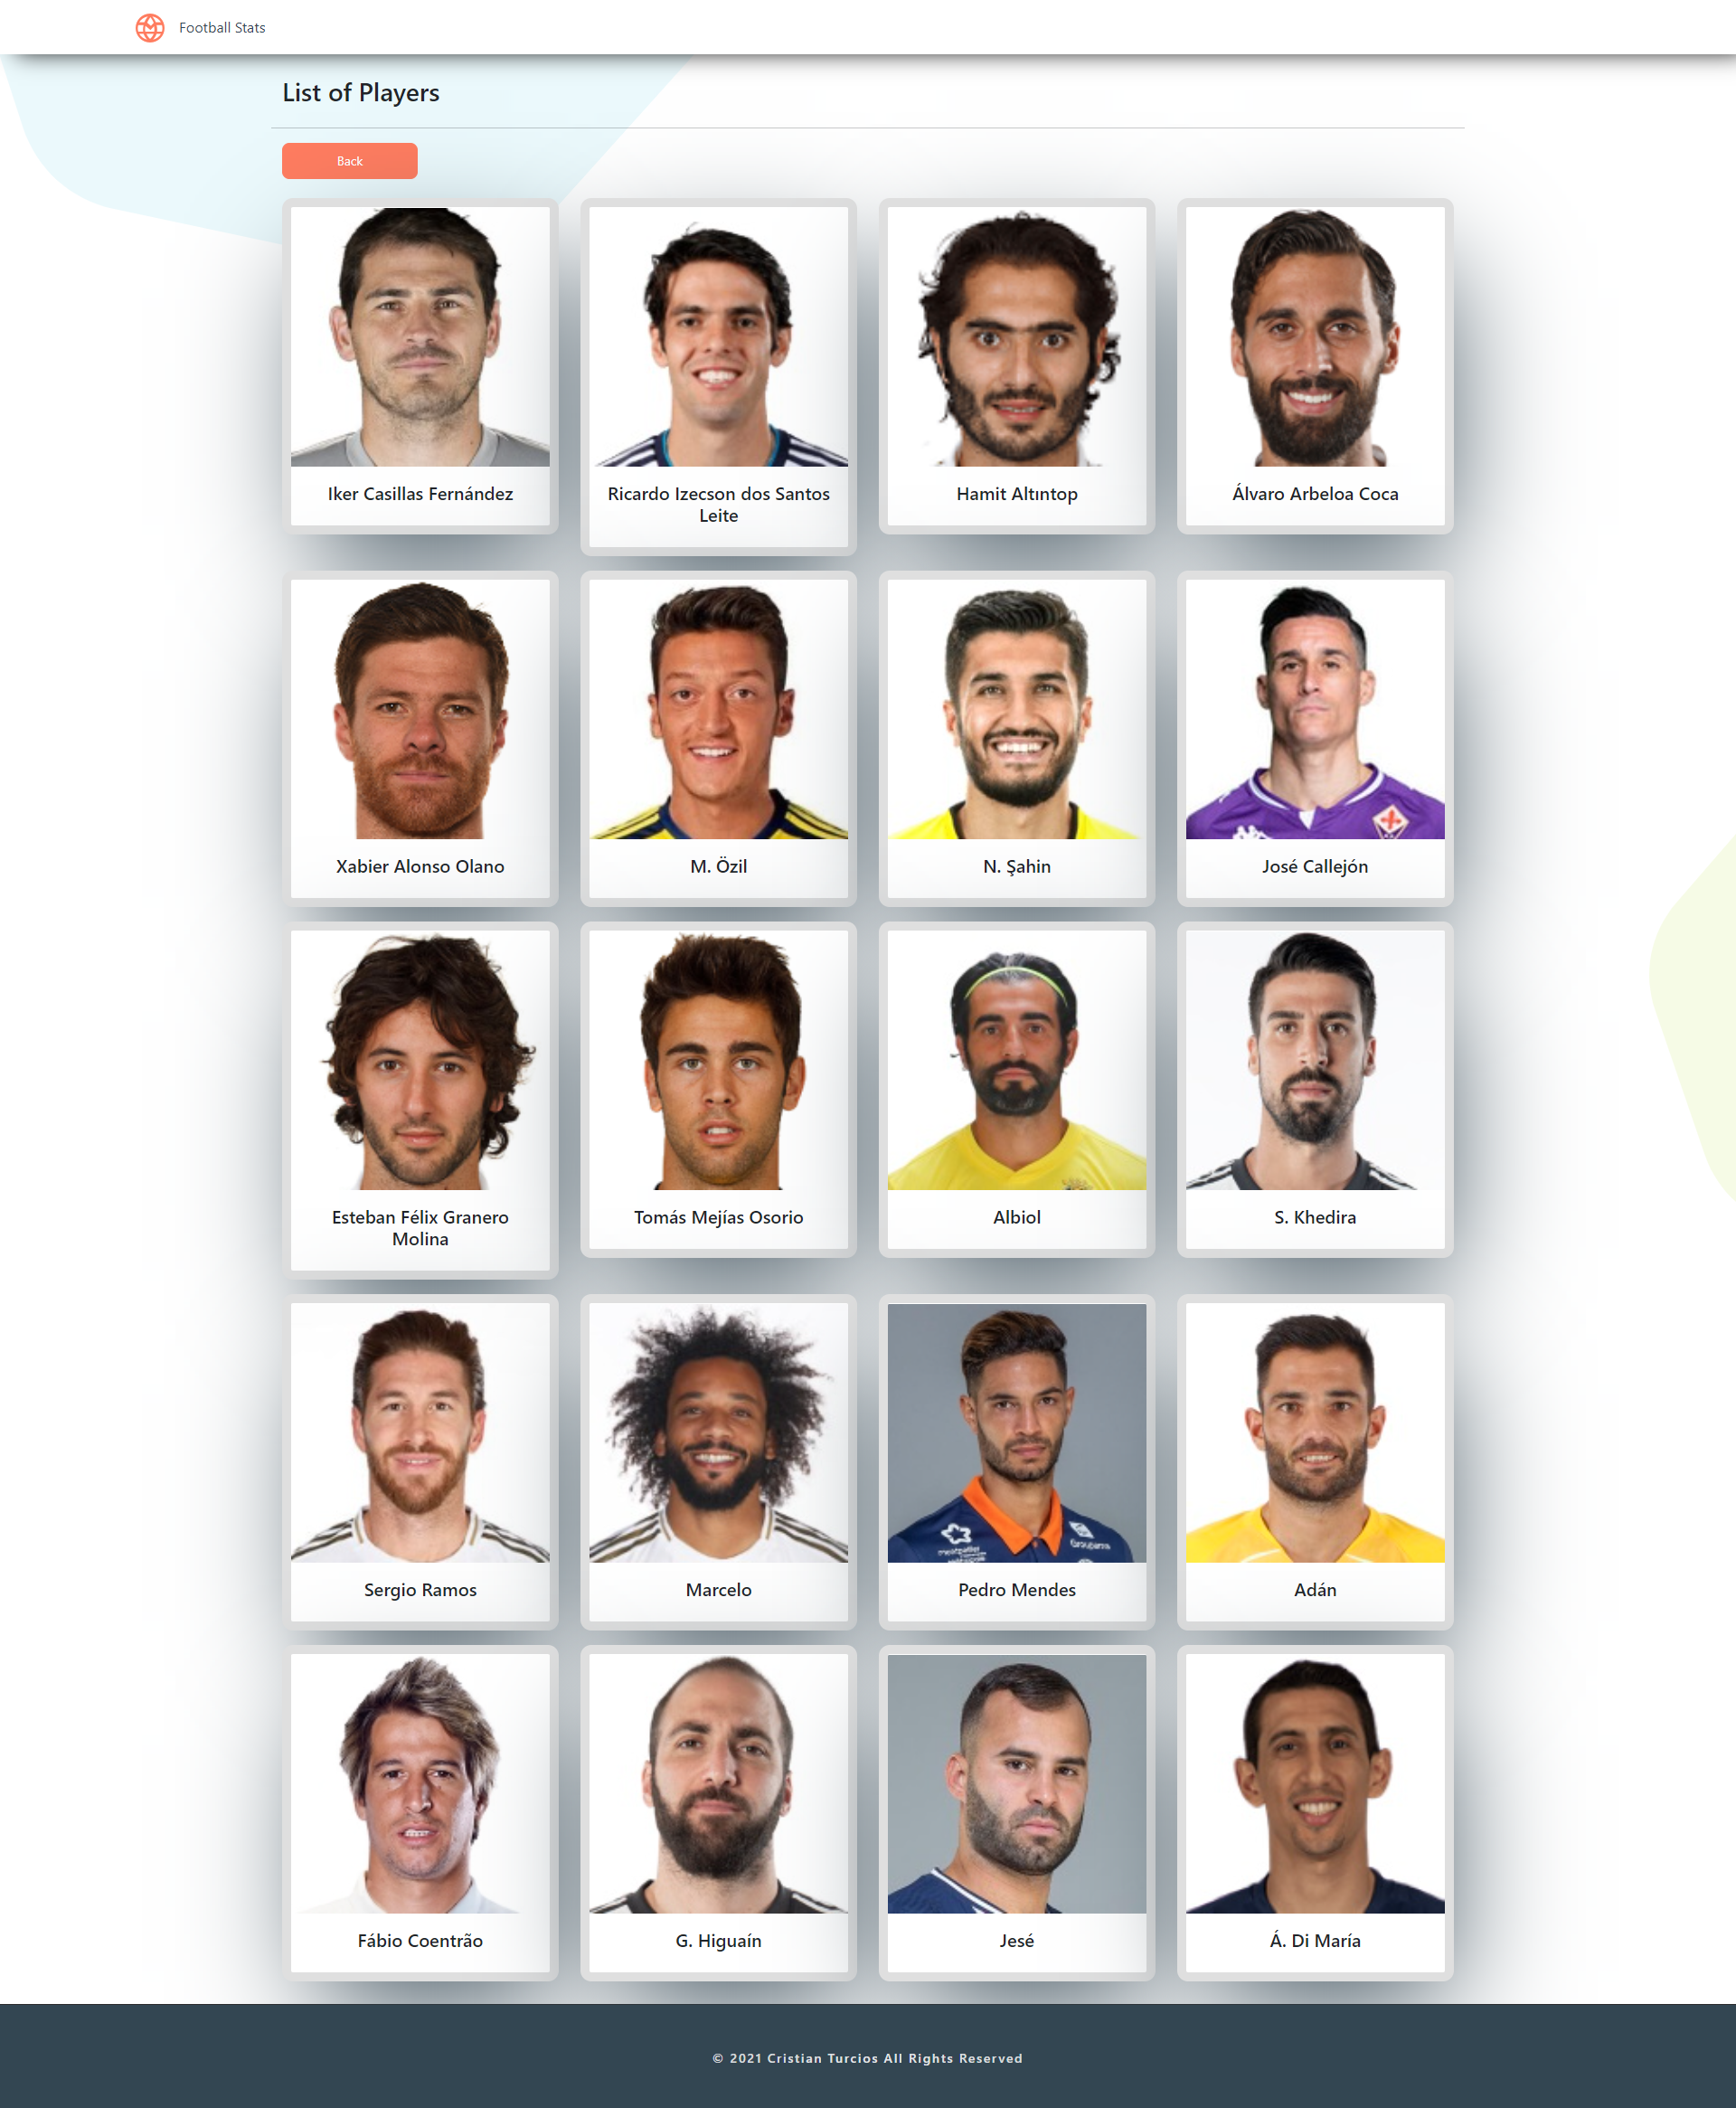 Football Stats
List of Players
Back
Iker Casillas Fernández
Ricardo Izecson dos Santos
Leite
Hamit Altıntop
Álvaro Arbeloa Coca
Xabier Alonso Olano
M. Özil
N. Şahin
José Callejón
Esteban Félix Granero
Molina
Tomás Mejías Osorio
Albiol
S. Khedira
Sergio Ramos
Marcelo
Pedro Mendes
Adán
Fábio Coentrão
G. Higuaín
Jesé
Á. Di María
© 2021 Cristian Turcios All Rights Reserved